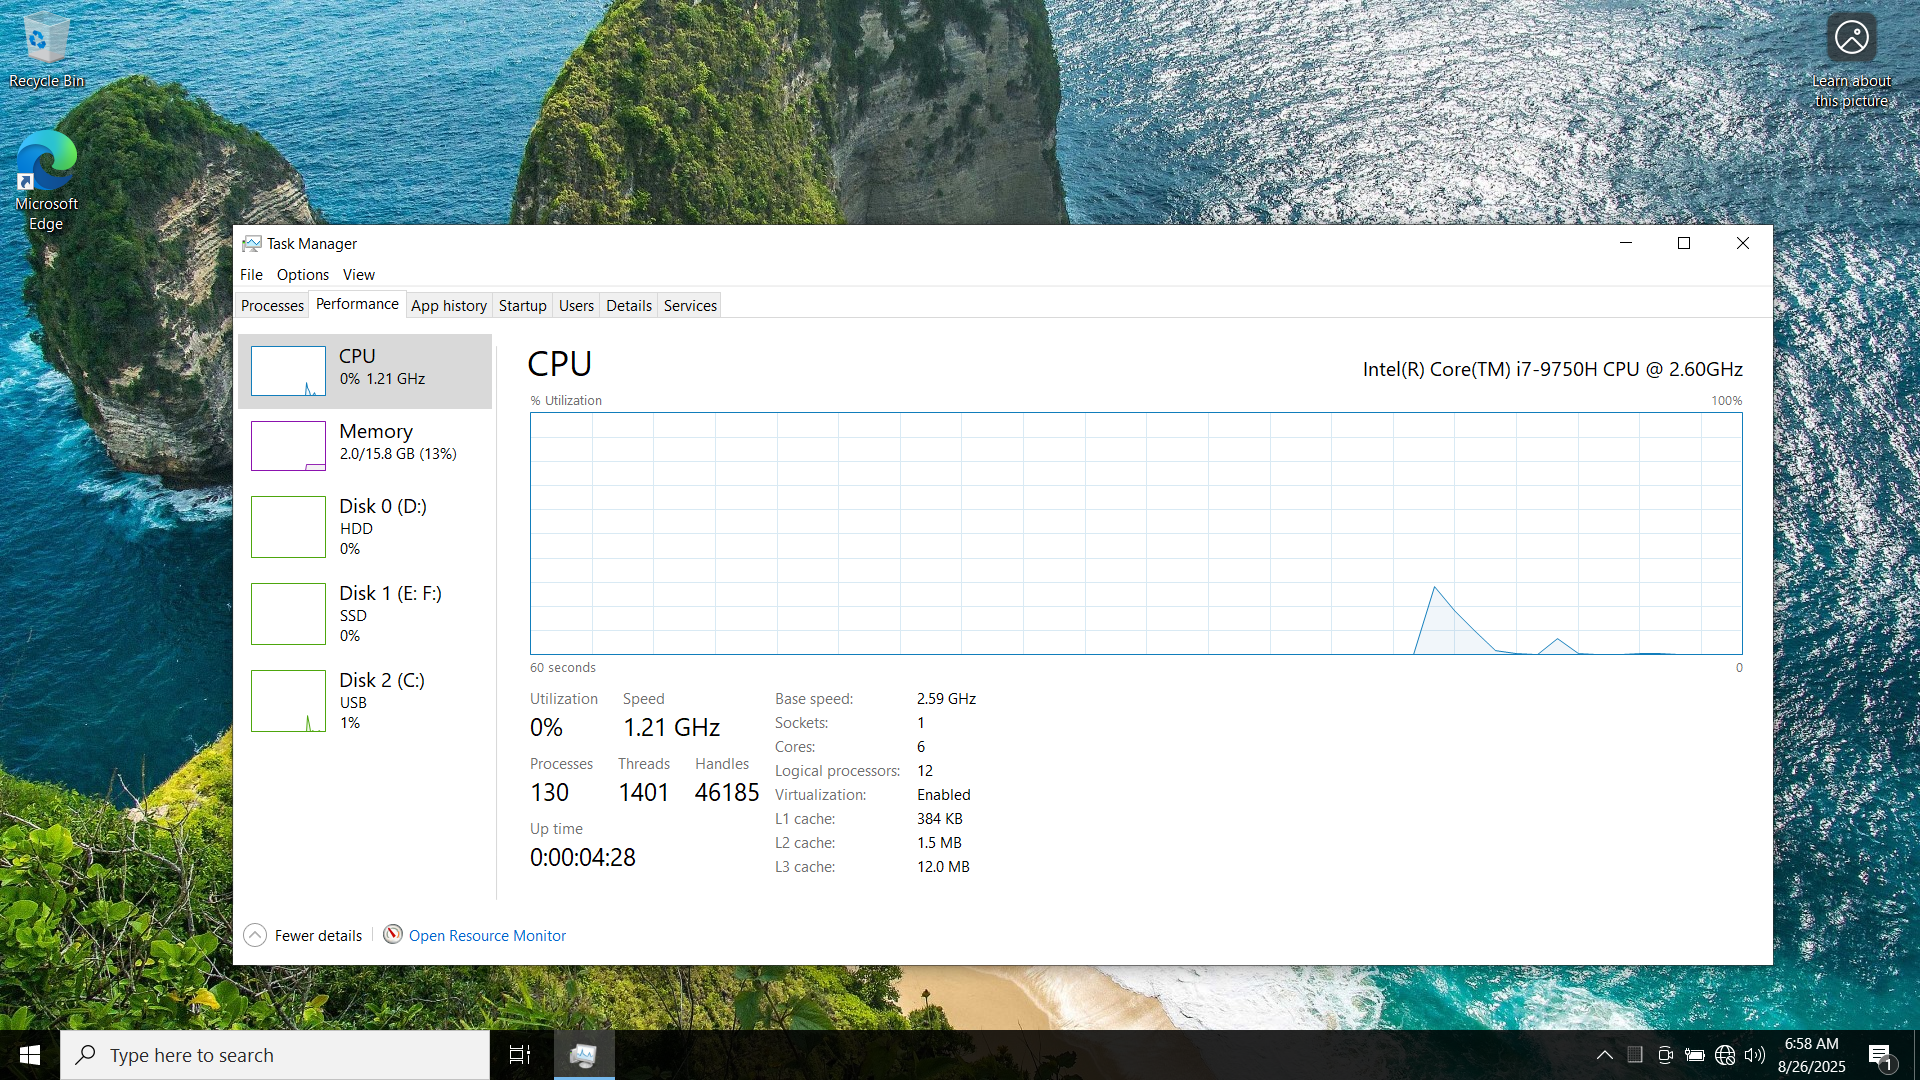 Recycle Bin
Microsoft
Edge
Learn about
this picture
Task Manager
File Options View
Processes Performance App history Startup Users Details Services
CPU
0% 1.21 GHz
Memory
2.0/15.8 GB (13%)
Disk 0 (D:)
HDD
0%
Disk 1 (E: F:)
SSD
0%
Disk 2 (C:)
USB
1%
CPU
Intel(R) Core(TM) i7-9750H CPU @ 2.60GHz
% Utilization 100%
60 seconds 0
Utilization Speed
0% 1.21 GHz
Processes Threads Handles
130 1401 46185
Up time
0:00:04:28
Base speed: 2.59 GHz
Sockets: 1
Cores: 6
Logical processors: 12
Virtualization: Enabled
L1 cache: 384 KB
L2 cache: 1.5 MB
L3 cache: 12.0 MB
Fewer details Open Resource Monitor
Type here to search
6:58 AM
8/26/2025
1